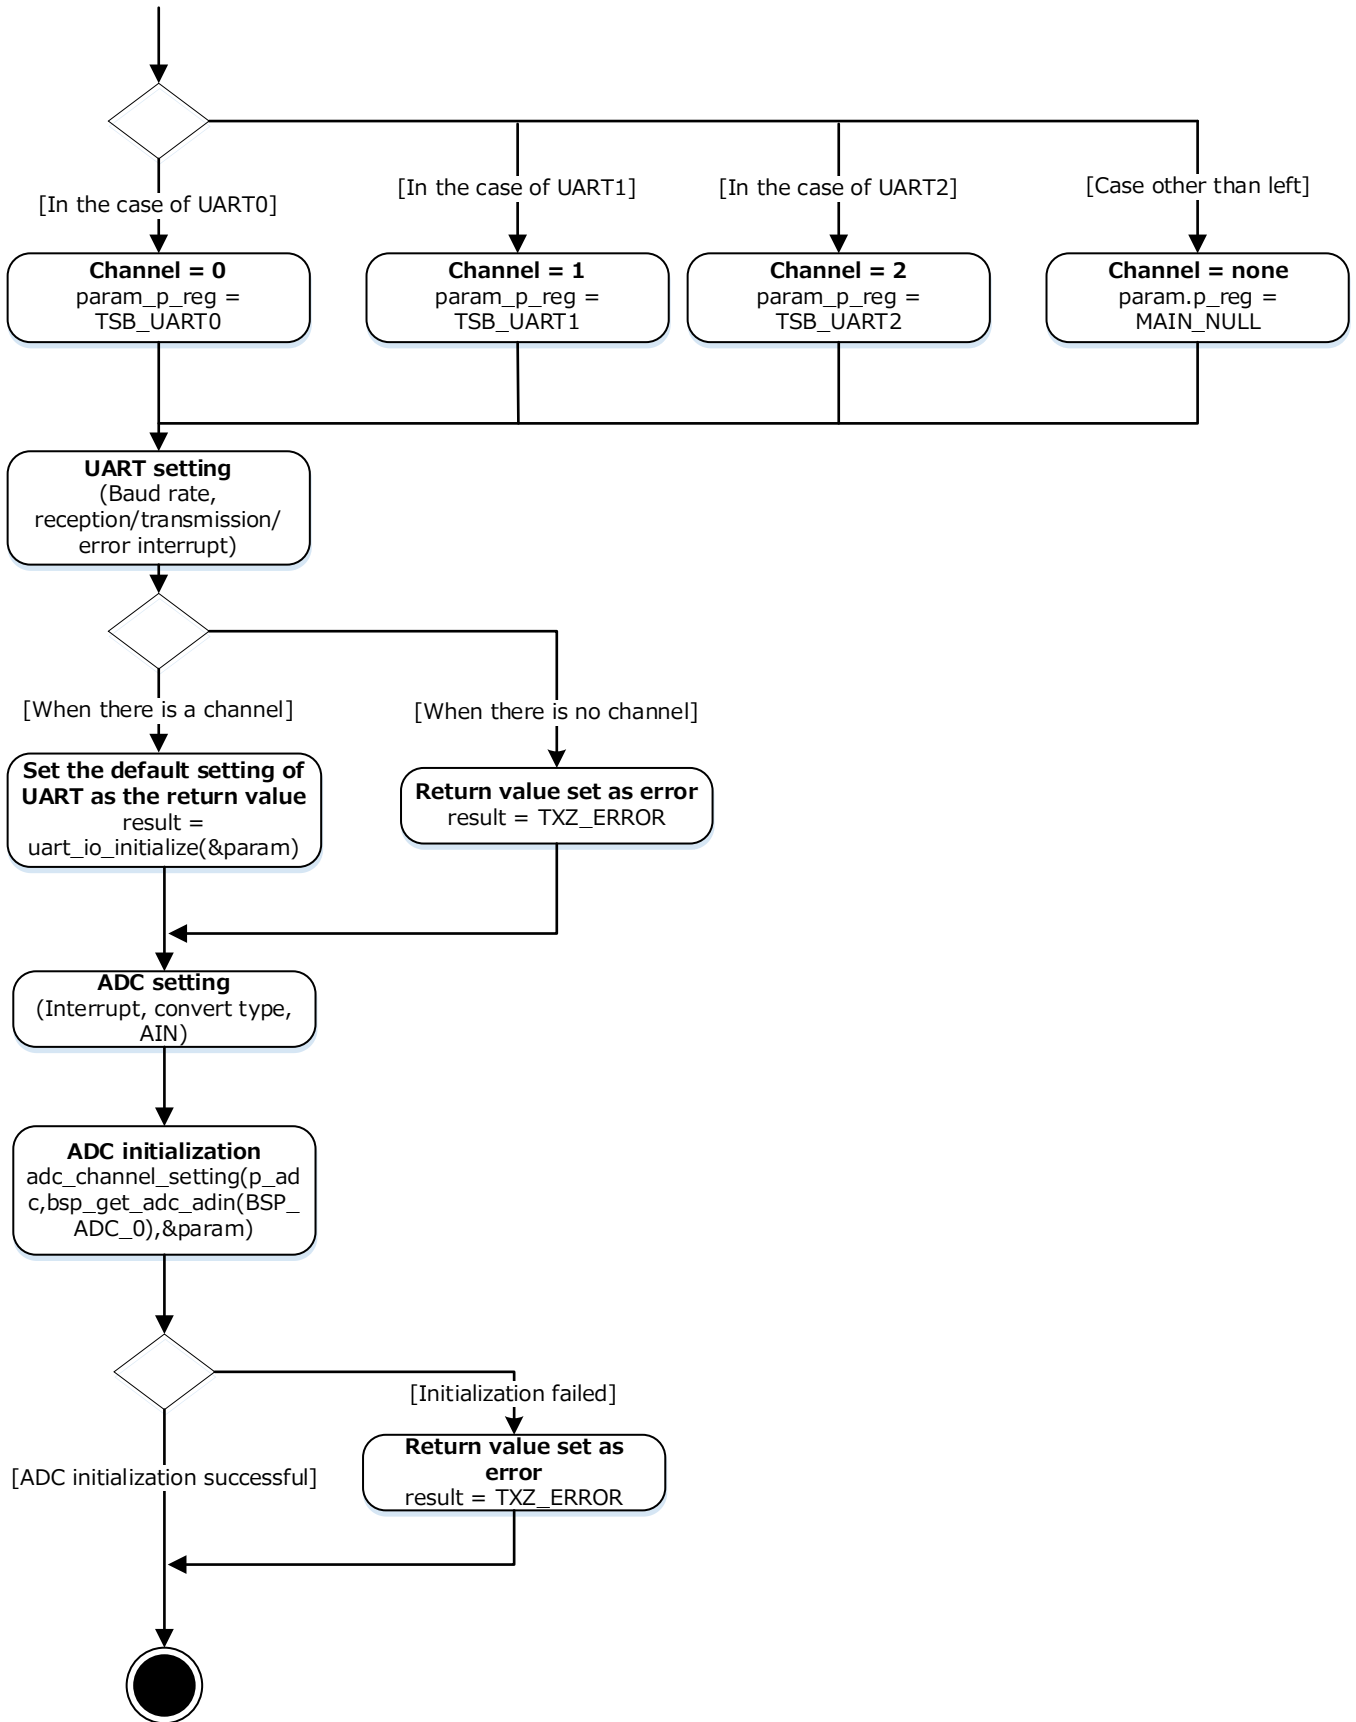 [In the case of UART0]
[In the case of UART1]
[In the case of UART2]
[Case other than left]
Channel = 0
param_p_reg =
TSB_UART0
Channel = 1
param_p_reg =
TSB_UART1
Channel = 2
param_p_reg =
TSB_UART2
Channel = none
param.p_reg =
MAIN_NULL
UART setting
(Baud rate,
reception/transmission/
error interrupt)
[When there is a channel]
[When there is no channel]
Set the default setting of
UART as the return value
result =
uart_io_initialize(&param)
Return value set as error
result = TXZ_ERROR
ADC setting
(Interrupt, convert type,
AIN)
ADC initialization
adc_channel_setting(p_ad
c,bsp_get_adc_adin(BSP_
ADC_0),&param)
[Initialization failed]
Return value set as
error
result = TXZ_ERROR
[ADC initialization successful]